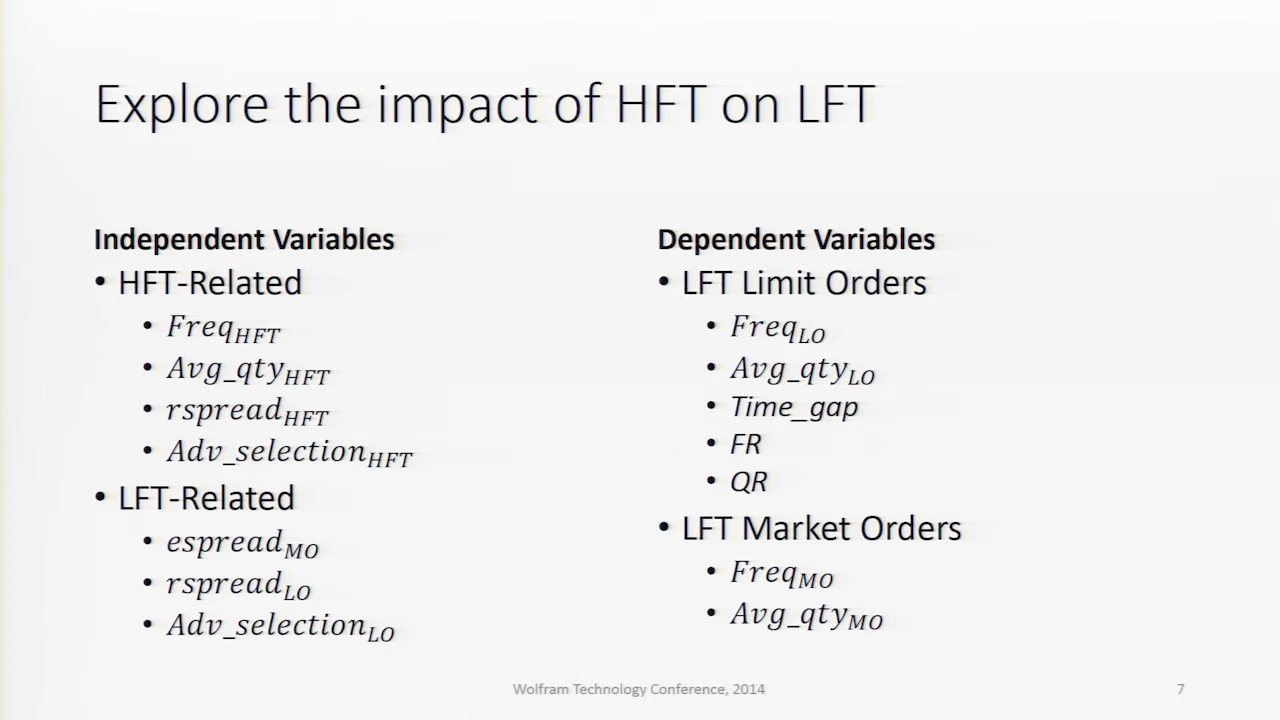 Explore the impact of HFT on LFT
Independent Variables
• HFT-Related
• Freq_HFT
• Avg_qty_HFT
• rspread_HFT
• Adv_selection_HFT
• LFT-Related
• espread_MO
• rspread_LO
• Adv_selection_LO
Dependent Variables
• LFT Limit Orders
• Freq_LO
• Avg_qty_LO
• Time_gap
• FR
• QR
• LFT Market Orders
• Freq_MO
• Avg_qty_MO
Wolfram Technology Conference, 2014
7